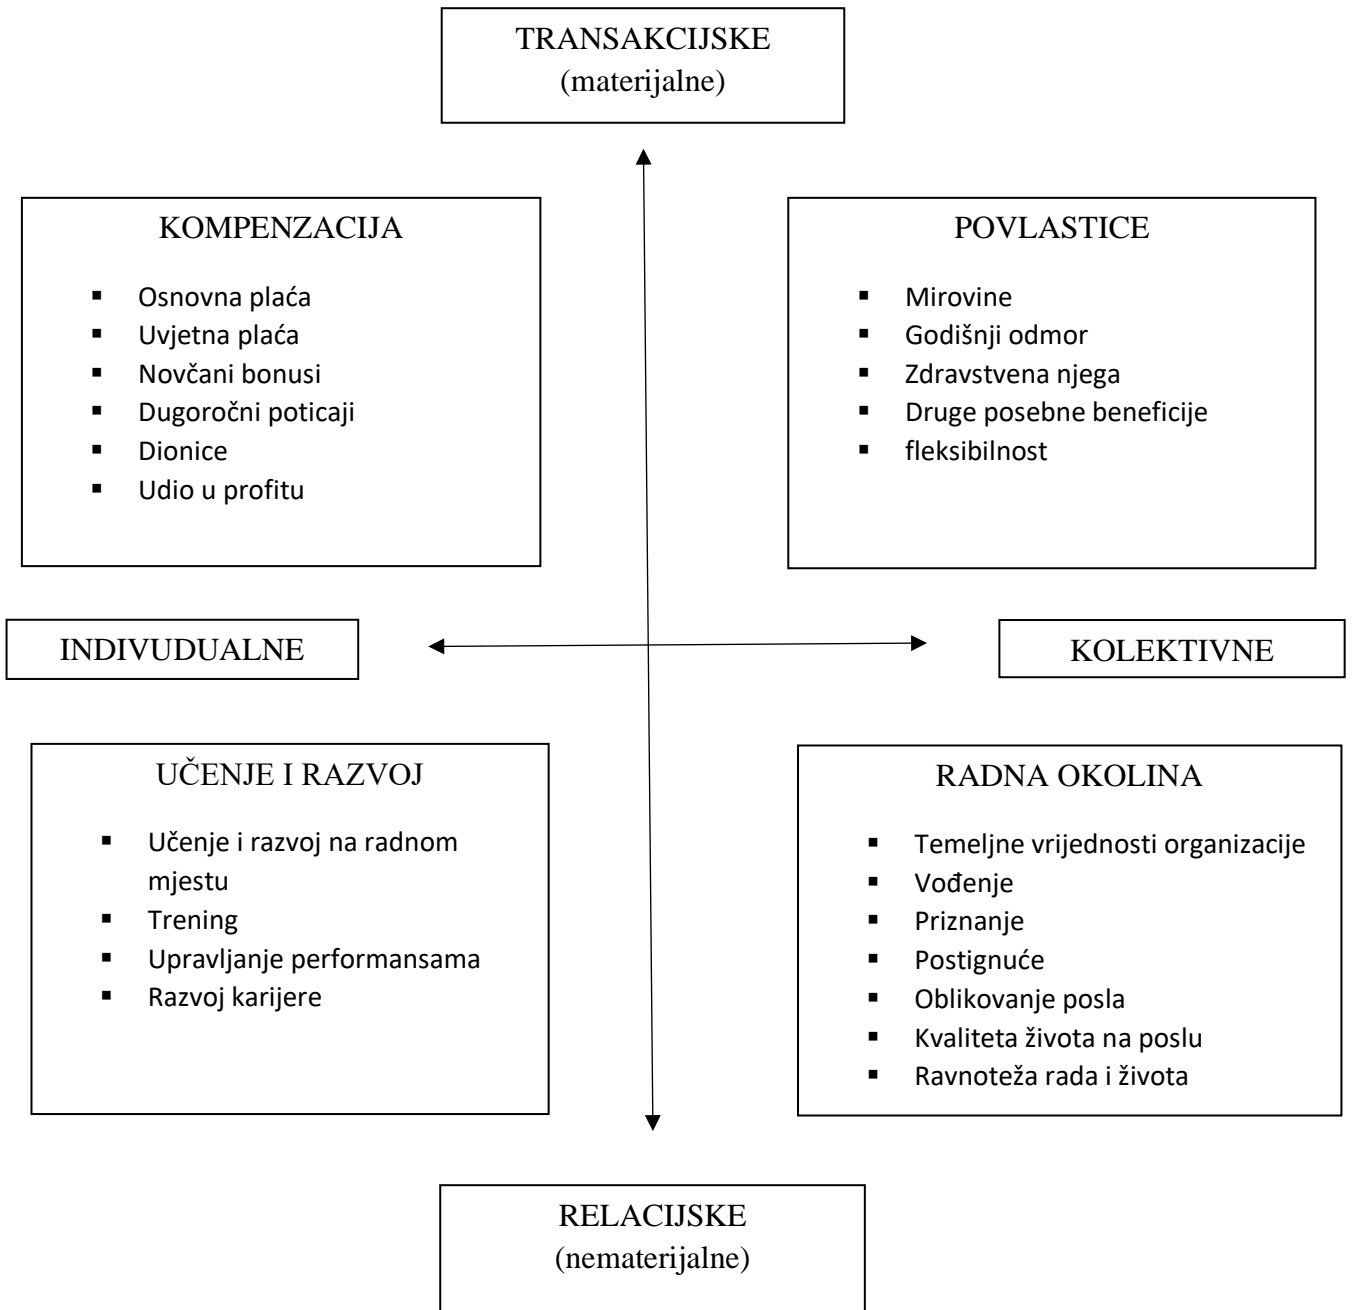 TRANSAKCIJSKE
(materijalne)
KOMPENZACIJA
▪ Osnovna plaća
▪ Uvjetna plaća
▪ Novčani bonusi
▪ Dugoročni poticaji
▪ Dionice
▪ Udio u profitu
POVLASTICE
▪ Mirovine
▪ Godišnji odmor
▪ Zdravstvena njega
▪ Druge posebne beneficije
▪ fleksibilnost
INDIVUDUALNE
KOLEKTIVNE
UČENJE I RAZVOJ
▪ Učenje i razvoj na radnom
mjestu
▪ Trening
▪ Upravljanje performansama
▪ Razvoj karijere
RADNA OKOLINA
▪ Temeljne vrijednosti organizacije
▪ Vođenje
▪ Priznanje
▪ Postignuće
▪ Oblikovanje posla
▪ Kvaliteta života na poslu
▪ Ravnoteža rada i života
RELACIJSKE
(nematerijalne)